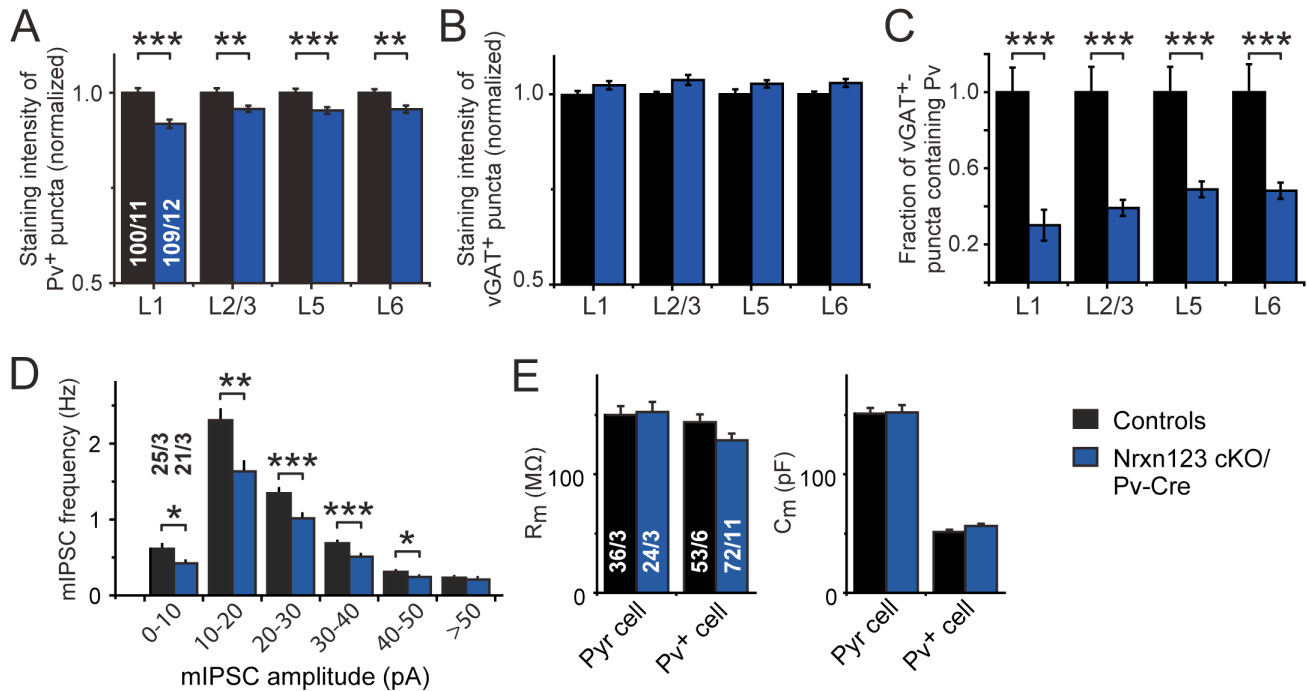 A
Staining intensity of
Pv+ puncta (normalized)
1.0
0.5
*** ** *** **
100/11
109/12
L1 L2/3 L5 L6
B
Staining intensity of
vGAT+ puncta (normalized)
1.0
0.5
L1 L2/3 L5 L6
C
Fraction of vGAT+-
puncta containing Pv
1.0
0.6
0.2
*** *** *** ***
L1 L2/3 L5 L6
D
mIPSC frequency (Hz)
2
1
0
25/3
21/3
* ** *** *** *
0-10 10-20 20-30 30-40 40-50 >50
mIPSC amplitude (pA)
E
Rm (MΩ)
100
0
36/3
24/3
53/6
72/11
Pyr cell Pv+ cell
Cm (pF)
100
0
Pyr cell Pv+ cell
Controls
Nrxn123 cKO/
Pv-Cre